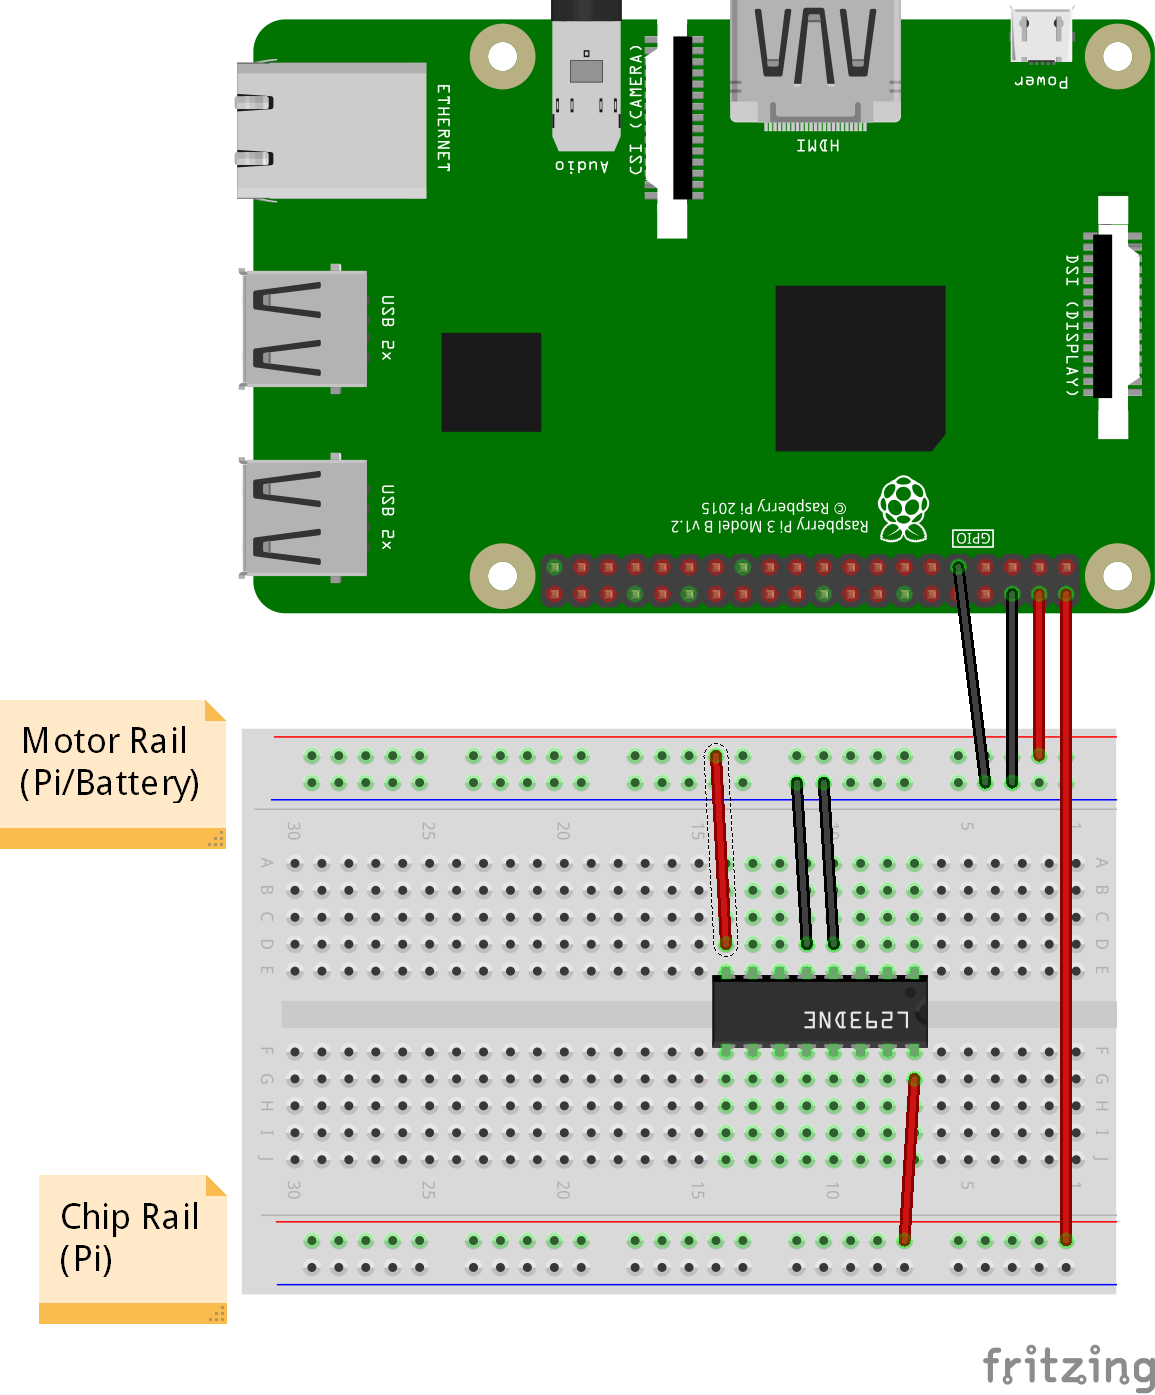 ETHERNET
Audio
CSI (CAMERA)
HDMI
Power
USB 2x
DSI (DISPLAY)
USB 2x
© Raspberry Pi 2015
Raspberry Pi 3 Model B v1.2
GPIO
Motor Rail
(Pi/Battery)
30 25 20 15 10 5 1
A A
B B
C C
D D
E E
L293DNE
F F
G G
H H
I I
J J
30 25 20 15 10 5 1
Chip Rail
(Pi)
fritzing